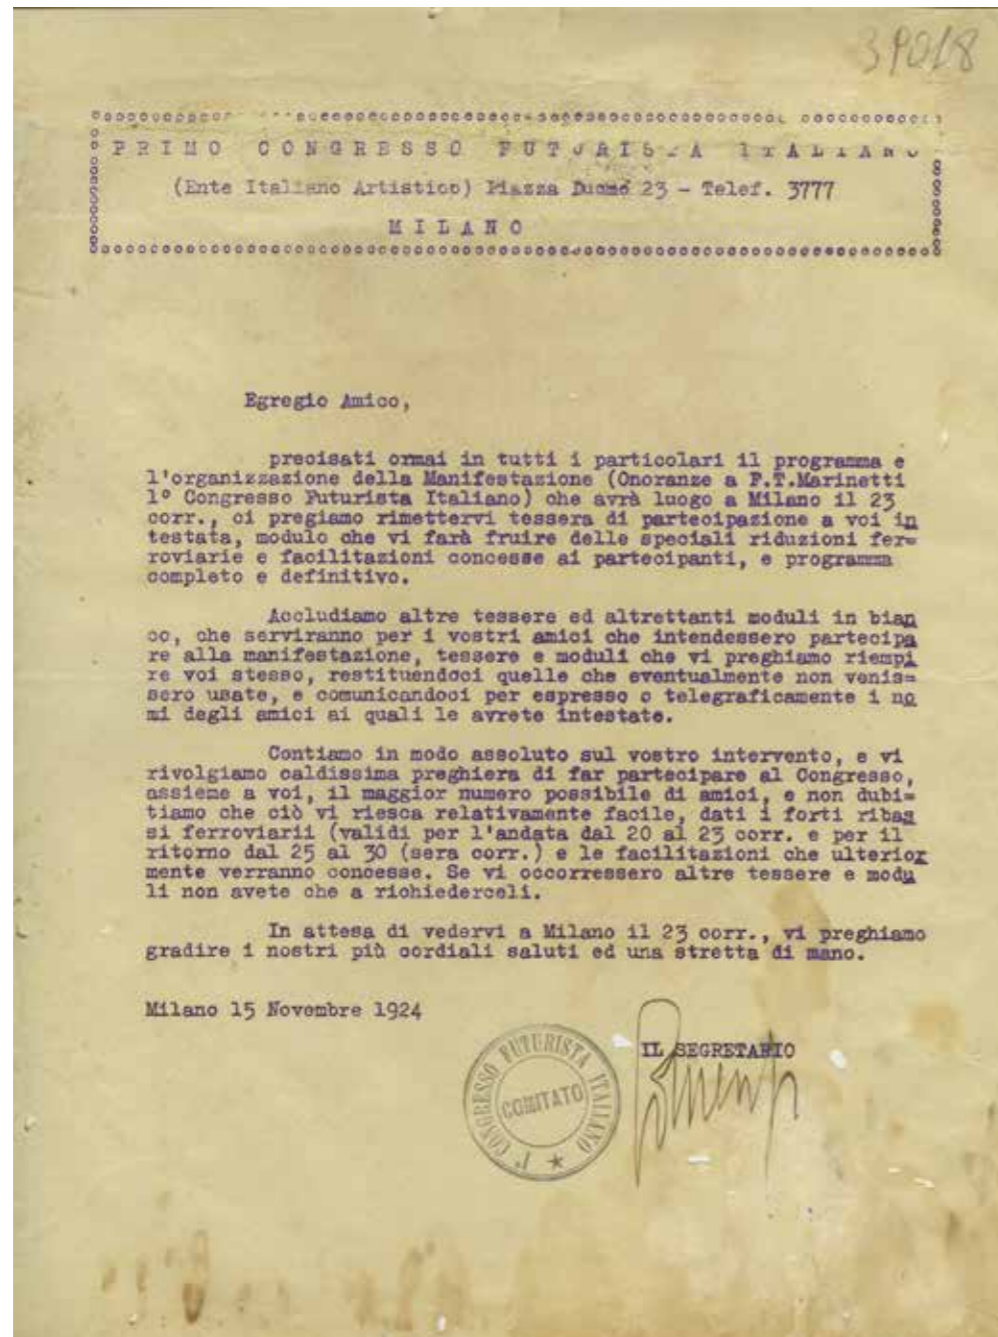 39018
PRIMO CONGRESSO FUTURISTA ITALIANO
(Ente Italiano Artistico) Piazza Duomo 23 - Telef. 3777
MILANO
Egregio Amico,
precisati ormai in tutti i particolari il programma e
l'organizzazione della Manifestazione (Onoranze a F.T.Marinetti
1° Congresso Futurista Italiano) che avrà luogo a Milano il 23
corr., ci pregiamo rimettervi tessera di partecipazione a voi in
testata, modulo che vi farà fruire delle speciali riduzioni fer=
roviarie e facilitazioni concesse ai partecipanti, e programma
completo e definitivo.
Accludiamo altre tessere ed altrettanti moduli in bian
co, che serviranno per i vostri amici che intendessero partecipa
re alla manifestazione, tessere e moduli che vi preghiamo riempi
re voi stesso, restituendoci quelle che eventualmente non venis=
sero usate, e comunicandoci per espresso o telegraficamente i no
mi degli amici ai quali le avrete intestate.
Contiamo in modo assoluto sul vostro intervento, e vi
rivolgiamo caldissima preghiera di far partecipare al Congresso,
assieme a voi, il maggior numero possibile di amici, e non dubi=
tiamo che ciò vi riesca relativamente facile, dati i forti ribas
si ferroviarii (validi per l'andata dal 20 al 23 corr. e per il
ritorno dal 25 al 30 (sera corr.) e le facilitazioni che ulterior
mente verranno concesse. Se vi occorressero altre tessere e modu
li non avete che a richiederceli.
In attesa di vedervi a Milano il 23 corr., vi preghiamo
gradire i nostri più cordiali saluti ed una stretta di mano.
Milano 15 Novembre 1924
IL SEGRETARIO
1° CONGRESSO FUTURISTA ITALIANO
COMITATO